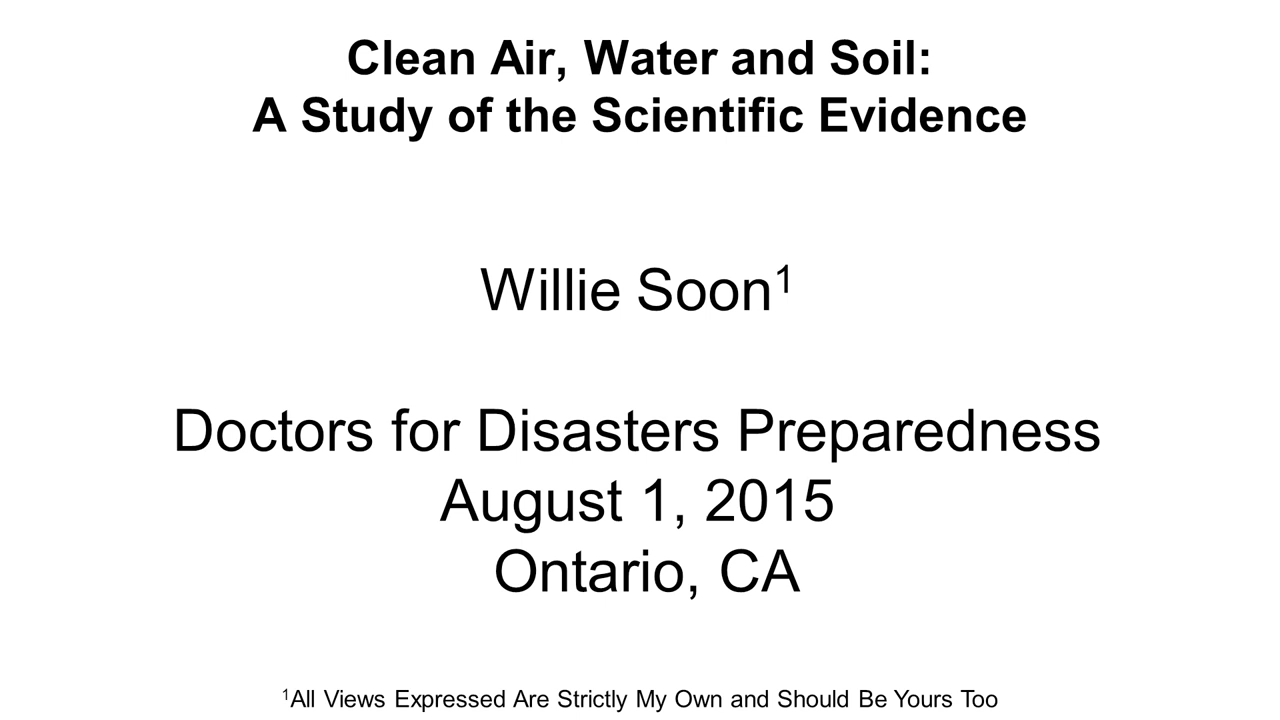 Clean Air, Water and Soil:
A Study of the Scientific Evidence
Willie Soon¹
Doctors for Disasters Preparedness
August 1, 2015
Ontario, CA
¹All Views Expressed Are Strictly My Own and Should Be Yours Too